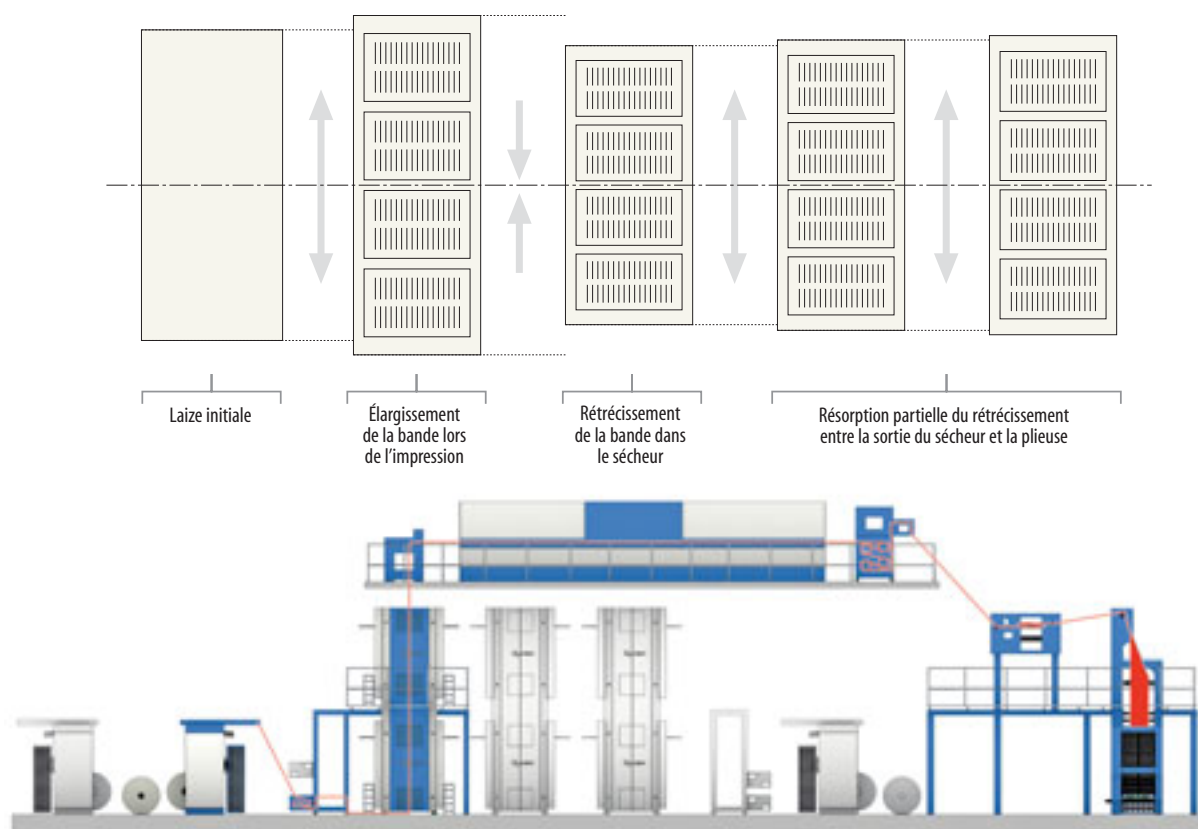 Laize initiale
Élargissement
de la bande lors
de l'impression
Rétrécissement
de la bande dans
le sécheur
Résorption partielle du rétrécissement
entre la sortie du sécheur et la plieuse